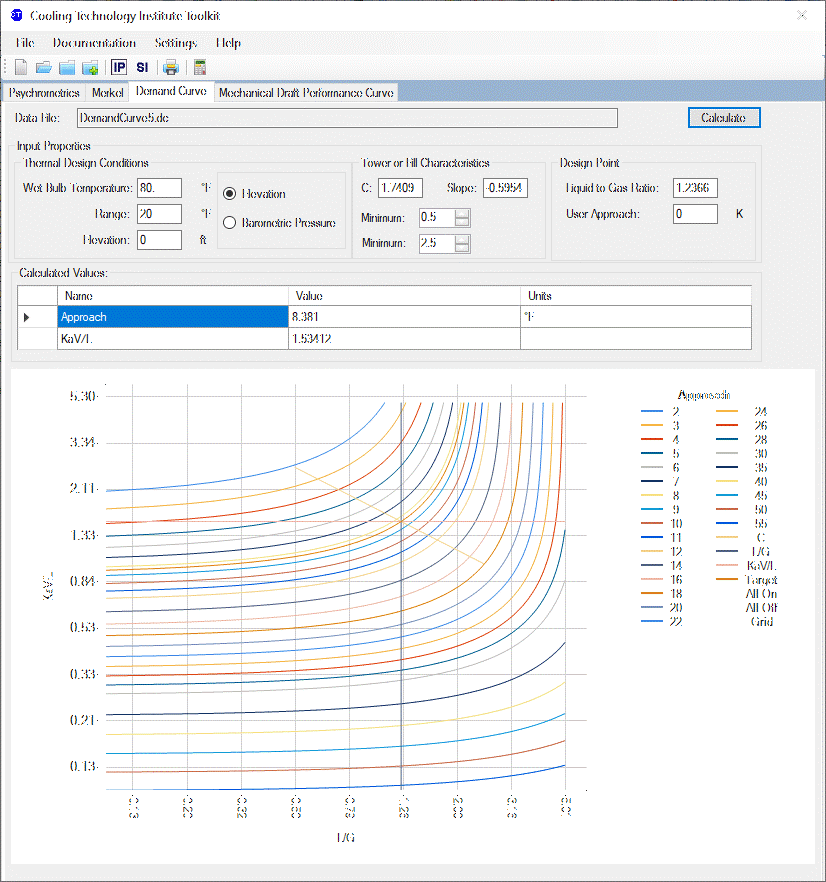 Cooling Technology Institute Toolkit
File Documentation Settings Help
IP SI
Psychrometrics Merkel Demand Curve Mechanical Draft Performance Curve
Data File: DemandCurve5.dc Calculate
Input Properties
Thermal Design Conditions Tower or Fill Characteristics Design Point
Wet Bulb Temperature: 80. °F Elevation C: 1.7409 Slope: -0.5954 Liquid to Gas Ratio: 1.2366
Range: 20 °F Barometric Pressure Minimum: 0.5 User Approach: 0 K
Elevation: 0 ft Minimum: 2.5
Calculated Values:
Name Value Units
Approach 8.381 °F
KaV/L 1.53412
Approach
5.30
3.34
2.11
1.33
0.84
0.53
0.33
0.21
0.13
KaV/L
L/G
2 24
3 26
4 28
5 30
6 35
7 40
8 45
9 50
10 55
11 C
12 L/G
14 KaV/L
16 Target
18 All On
20 All Off
22 Grid